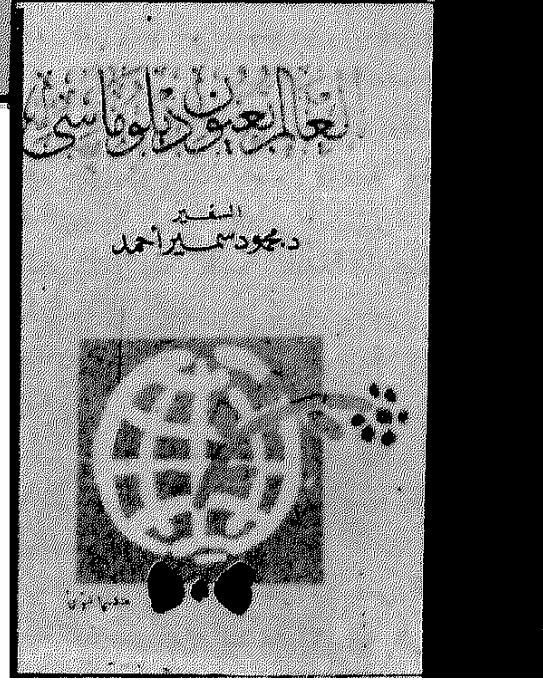 العالم بعيون دبلوماسي
السفير
د. محمود سمير أحمد